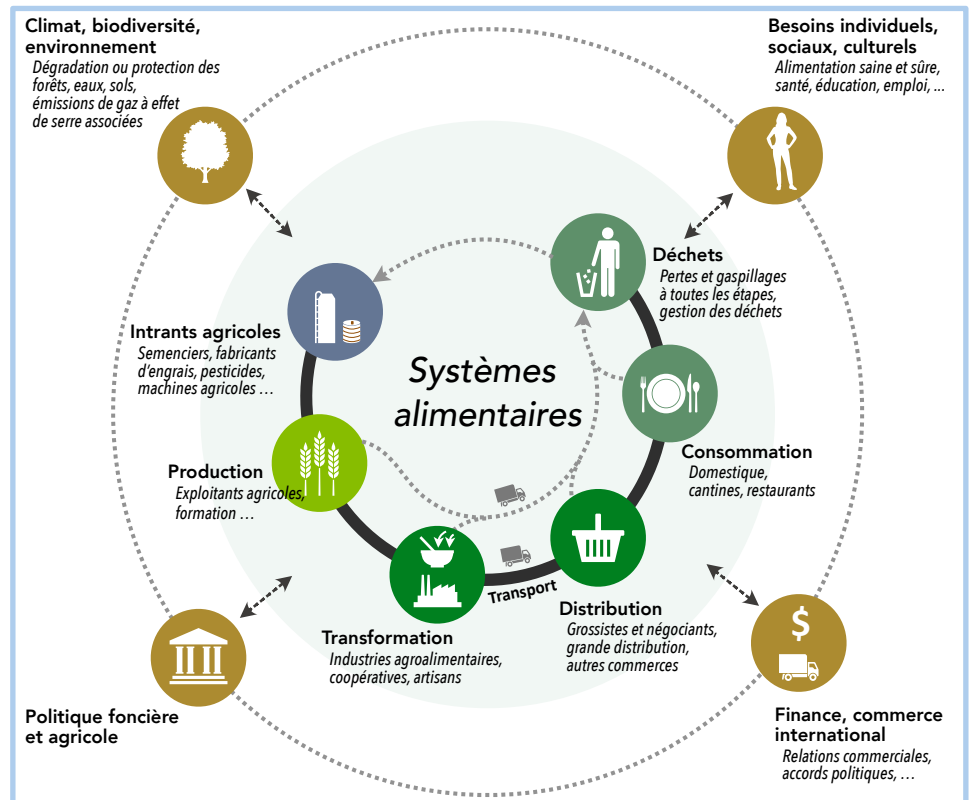 Climat, biodiversité,
environnement
Dégradation ou protection des
forêts, eaux, sols,
émissions de gaz à effet
de serre associées
Besoins individuels,
sociaux, culturels
Alimentation saine et sûre,
santé, éducation, emploi, ...
Déchets
Pertes et gaspillages
à toutes les étapes,
gestion des déchets
Intrants agricoles
Semenciers, fabricants
d'engrais, pesticides,
machines agricoles …
Systèmes
alimentaires
Consommation
Domestique,
cantines, restaurants
Production
Exploitants agricoles,
formation …
Transport
Transformation
Industries agroalimentaires,
coopératives, artisans
Distribution
Grossistes et négociants,
grande distribution,
autres commerces
$
Politique foncière
et agricole
Finance, commerce
international
Relations commerciales,
accords politiques, …